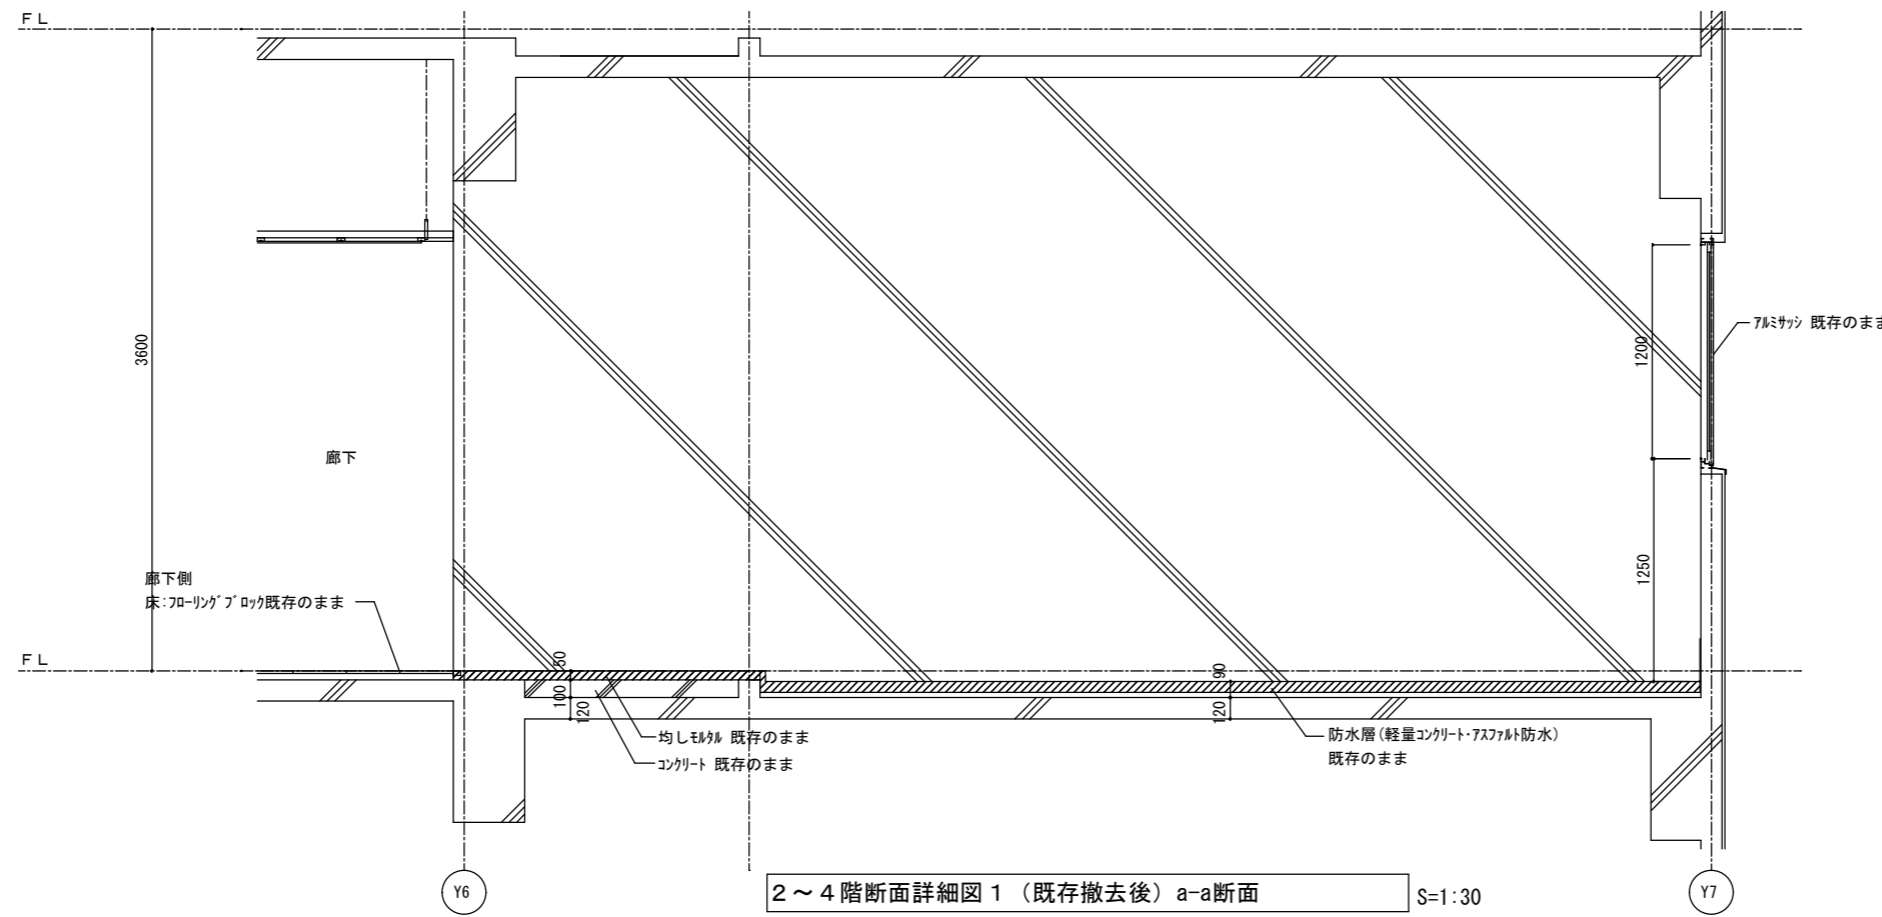 FL
3600
1200
アルミサッシ 既存のまま
廊下
1250
廊下側
床:フローリングブロック既存のまま
FL
50
100
120
90
120
均しモルタル 既存のまま
コンクリート 既存のまま
防水層(軽量コンクリート・アスファルト防水)
既存のまま
Y6
2～4階断面詳細図1 (既存撤去後) a-a断面
S=1:30
Y7